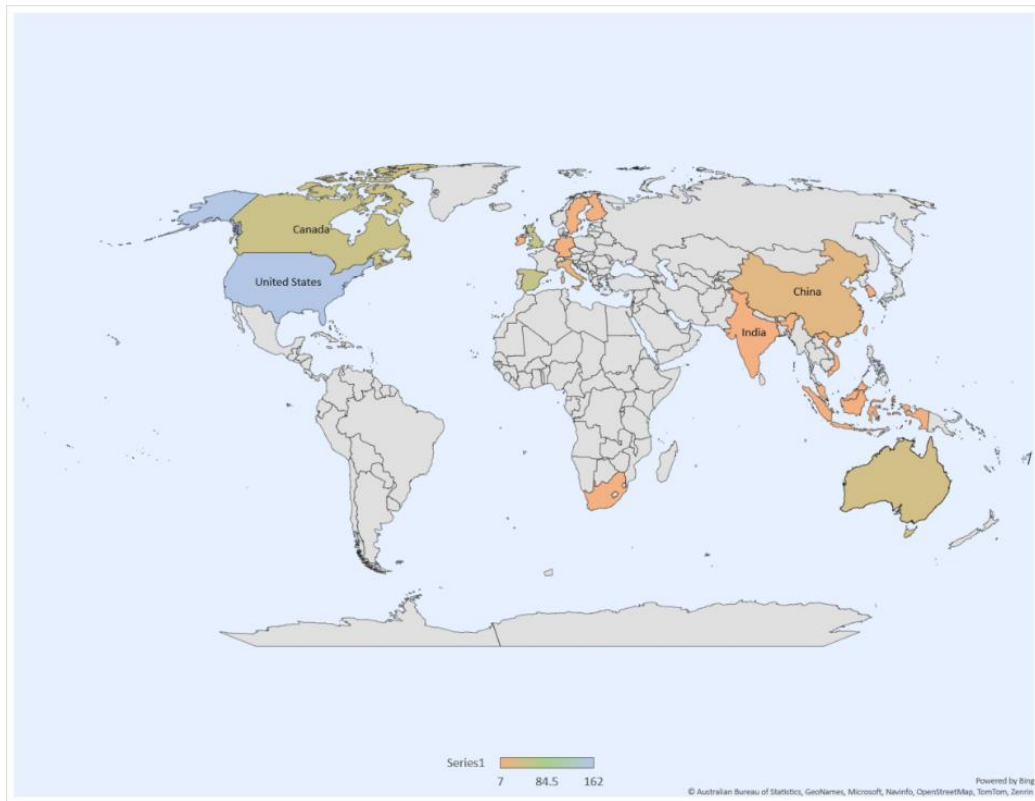 Canada
United States
China
India
Series1
7 84.5 162
Powered by Bing
© Australian Bureau of Statistics, GeoNames, Microsoft, Navinfo, OpenStreetMap, TomTom, Zenrin